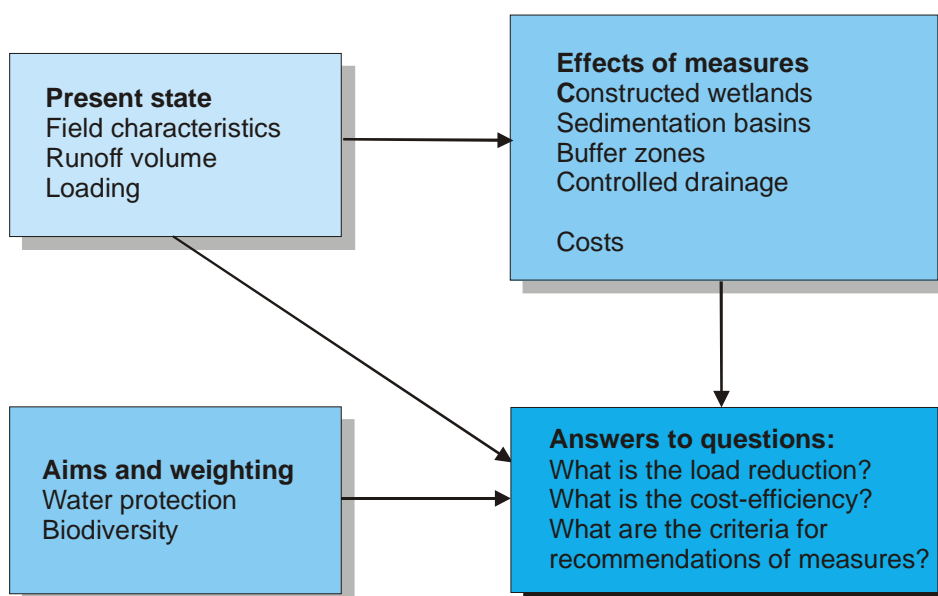 Present state
Field characteristics
Runoff volume
Loading
Effects of measures
Constructed wetlands
Sedimentation basins
Buffer zones
Controlled drainage
Costs
Aims and weighting
Water protection
Biodiversity
Answers to questions:
What is the load reduction?
What is the cost-efficiency?
What are the criteria for
recommendations of measures?